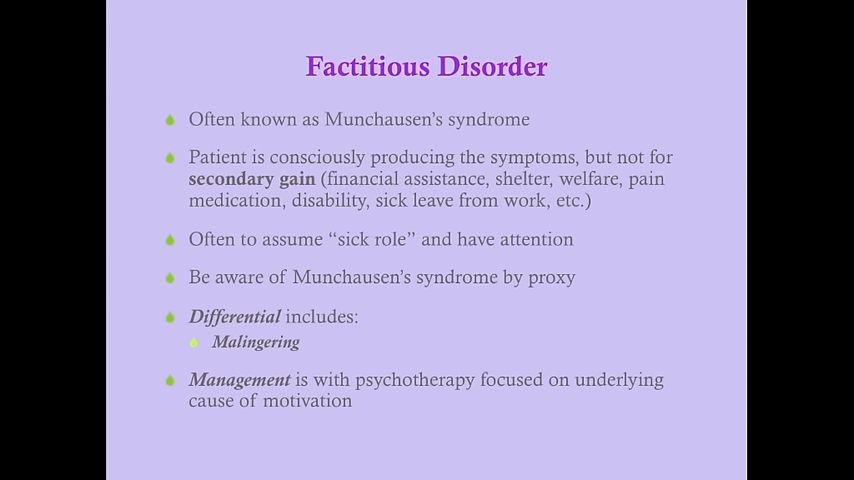 Factitious Disorder
Often known as Munchausen's syndrome
Patient is consciously producing the symptoms, but not for
secondary gain (financial assistance, shelter, welfare, pain
medication, disability, sick leave from work, etc.)
Often to assume “sick role” and have attention
Be aware of Munchausen's syndrome by proxy
Differential includes:
Malingering
Management is with psychotherapy focused on underlying
cause of motivation